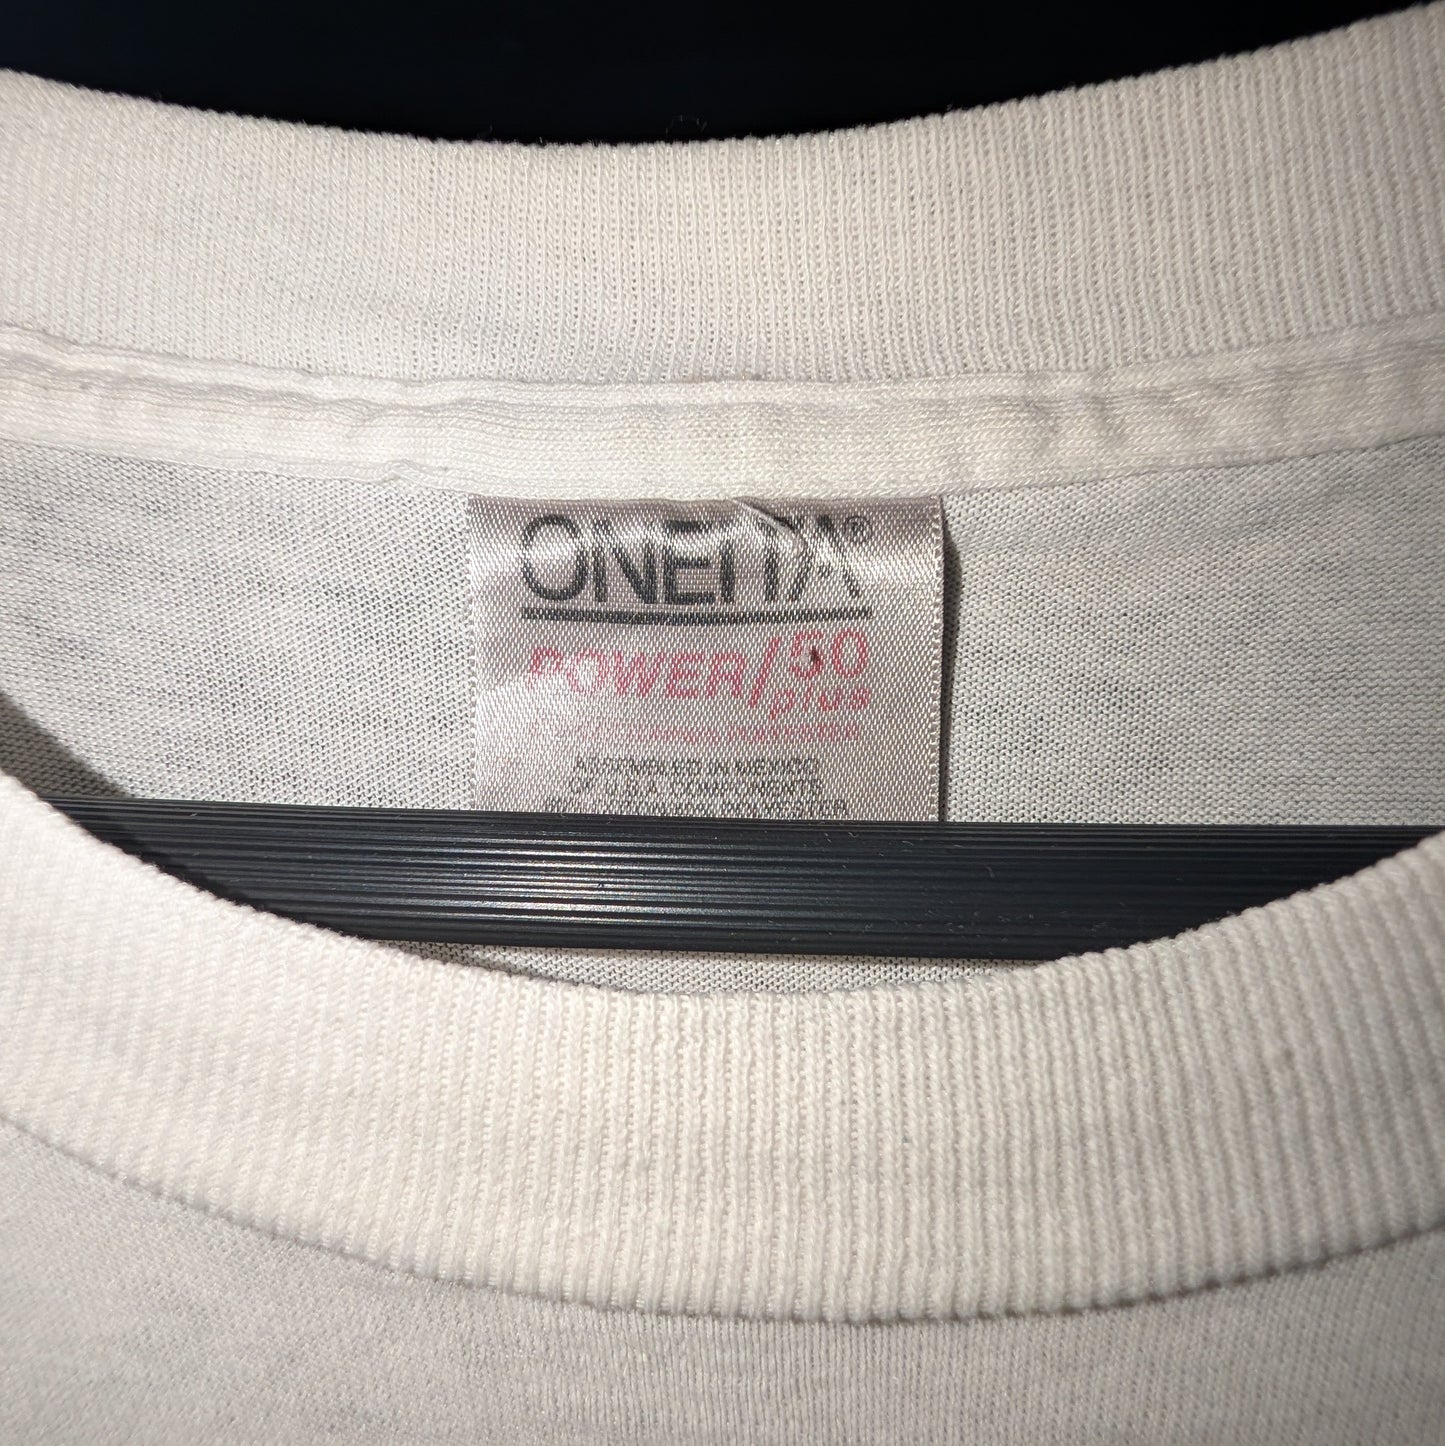 ONEITA®
POWER/50
plus
ASSEMBLED IN MEXICO
OF U.S.A. COMPONENTS